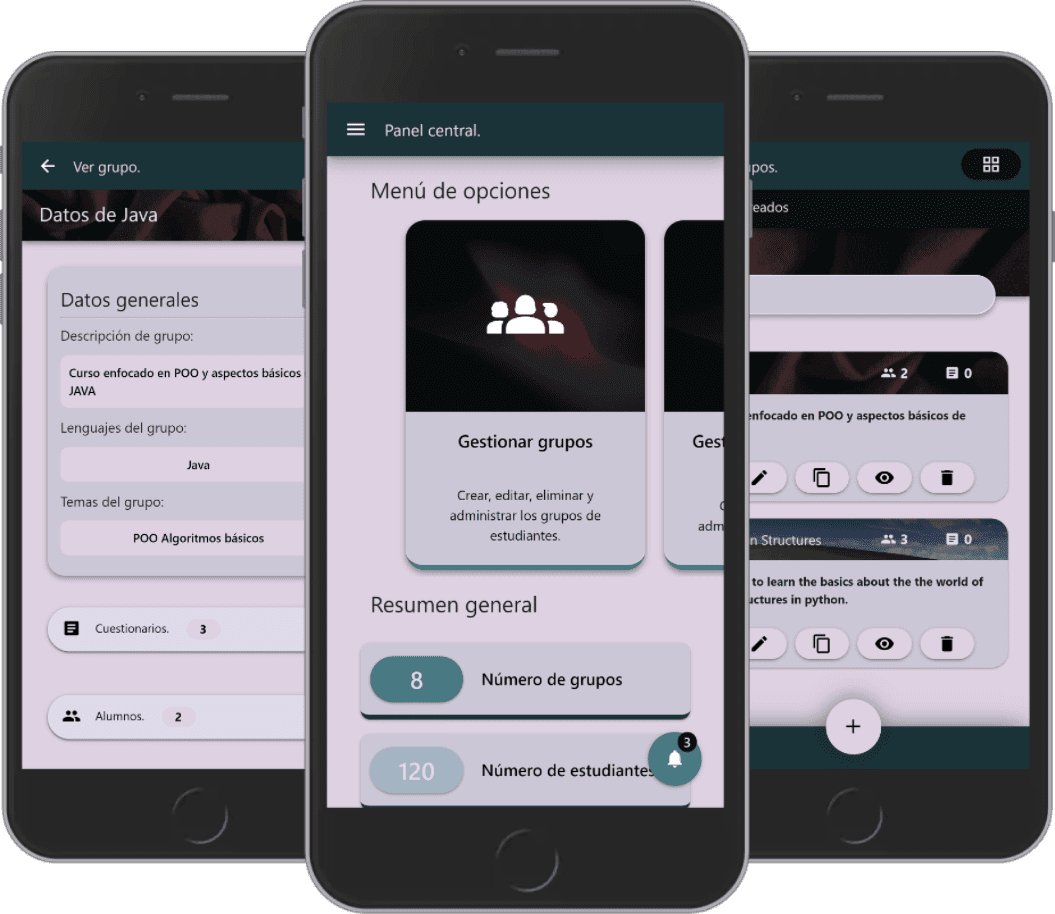 Ver grupo.
Datos de Java
Datos generales
Descripción de grupo:
Curso enfocado en POO y aspectos básicos
JAVA
Lenguajes del grupo:
Java
Temas del grupo:
POO Algoritmos básicos
Cuestionarios. 3
Alumnos. 2
Panel central.
Menú de opciones
Gestionar grupos
Crear, editar, eliminar y
administrar los grupos de
estudiantes.
Gest
adm
Resumen general
8 Número de grupos
120 Número de estudiantes
3
pos.
eados
2 0
enfocado en POO y aspectos básicos de
n Structures 3 0
to learn the basics about the the world of
uctures in python.
+